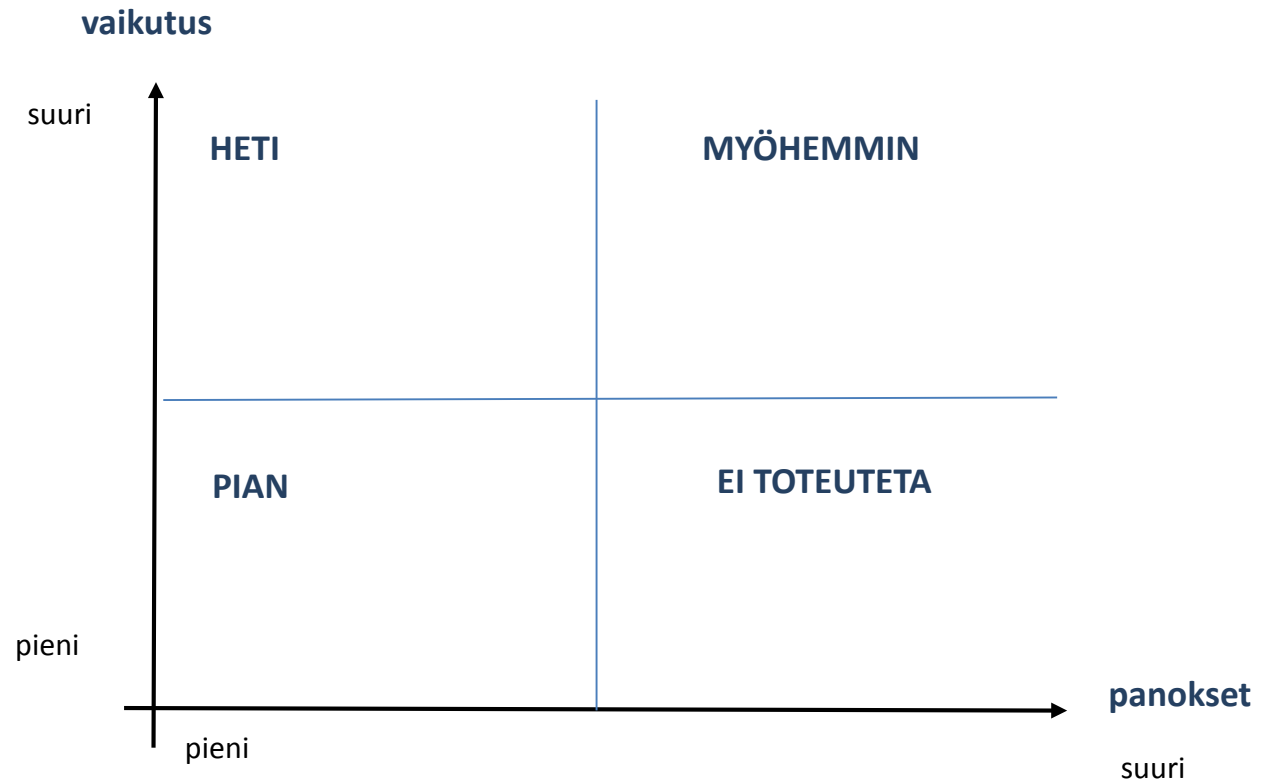 vaikutus
suuri
HETI
MYÖHEMMIN
PIAN
EI TOTEUTETA
pieni
panokset
pieni
suuri